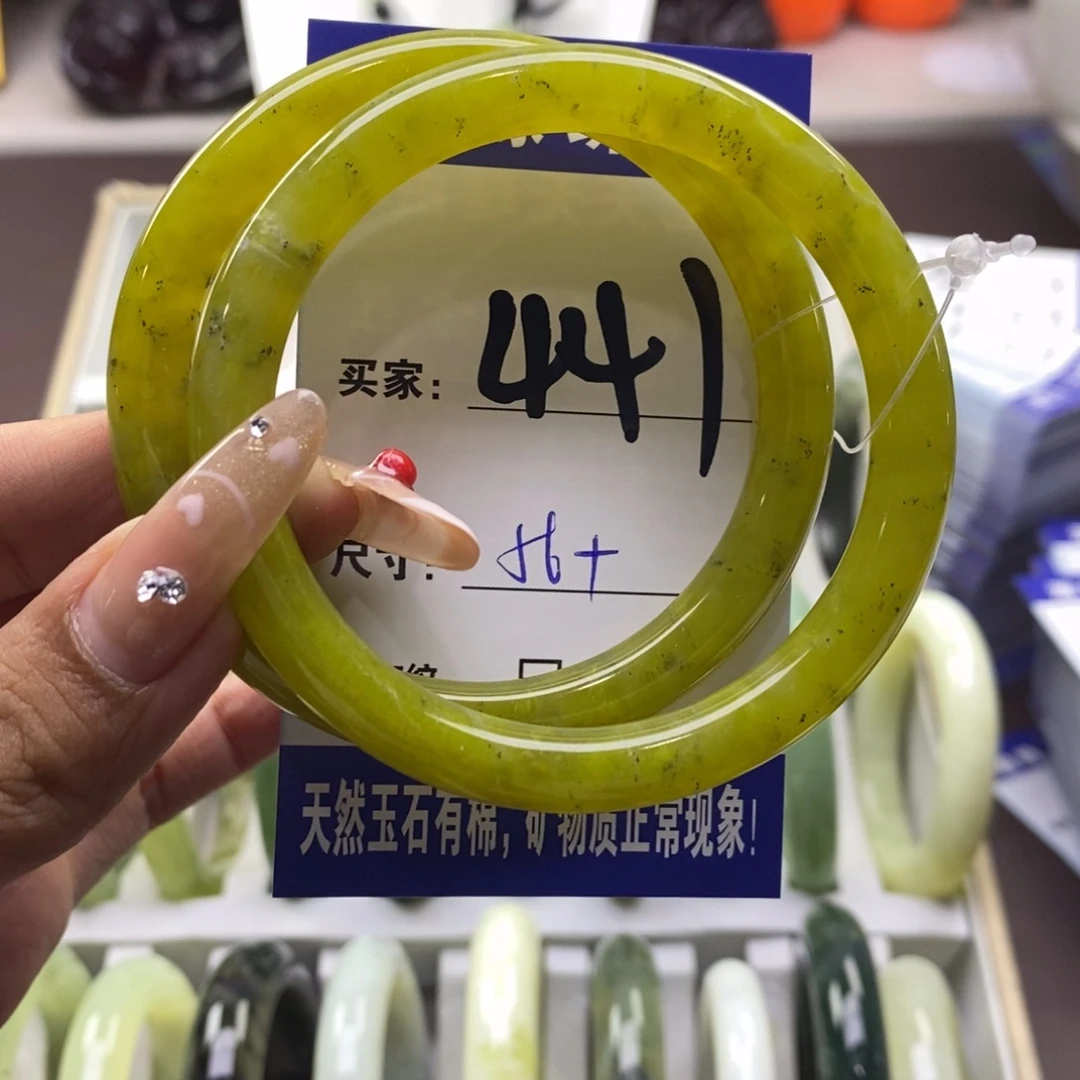 买家: 441
尺寸: 56+
天然玉石有棉, 矿物质正常现象!